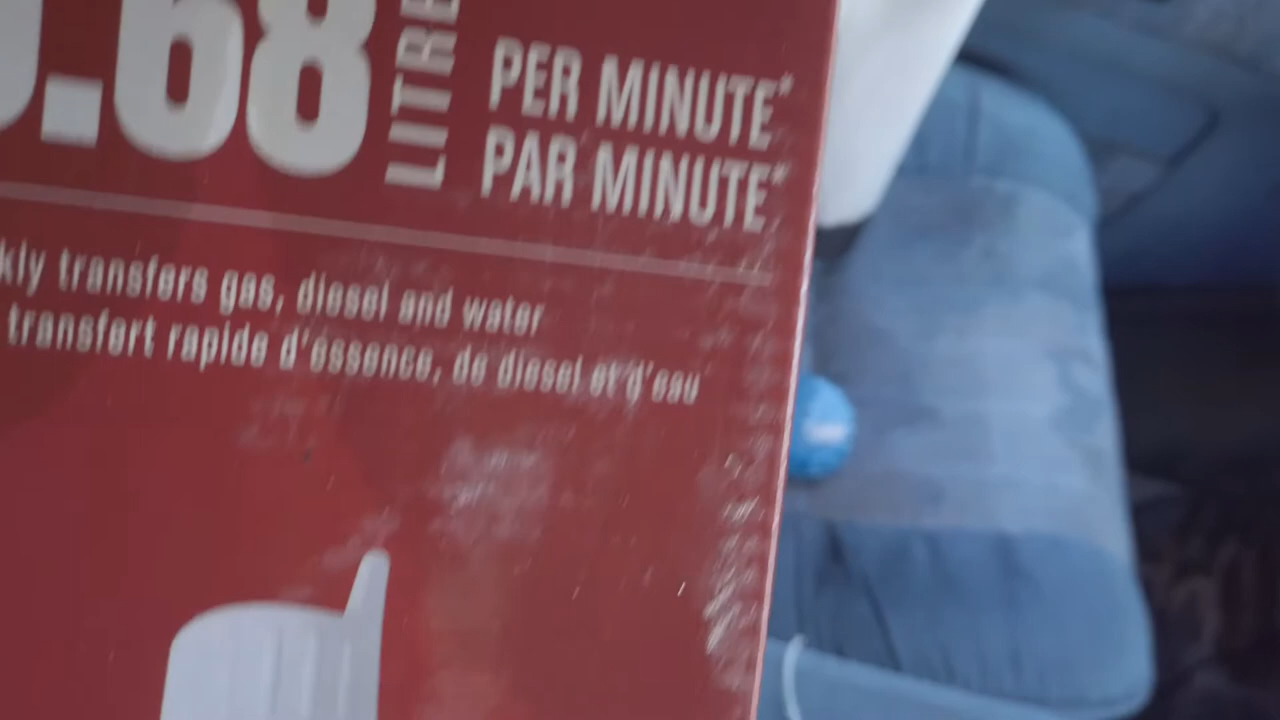 .68 LITRE
PER MINUTE*
PAR MINUTE*
kly transfers gas, diesel and water
transfert rapide d'essence, de diesel et d'eau